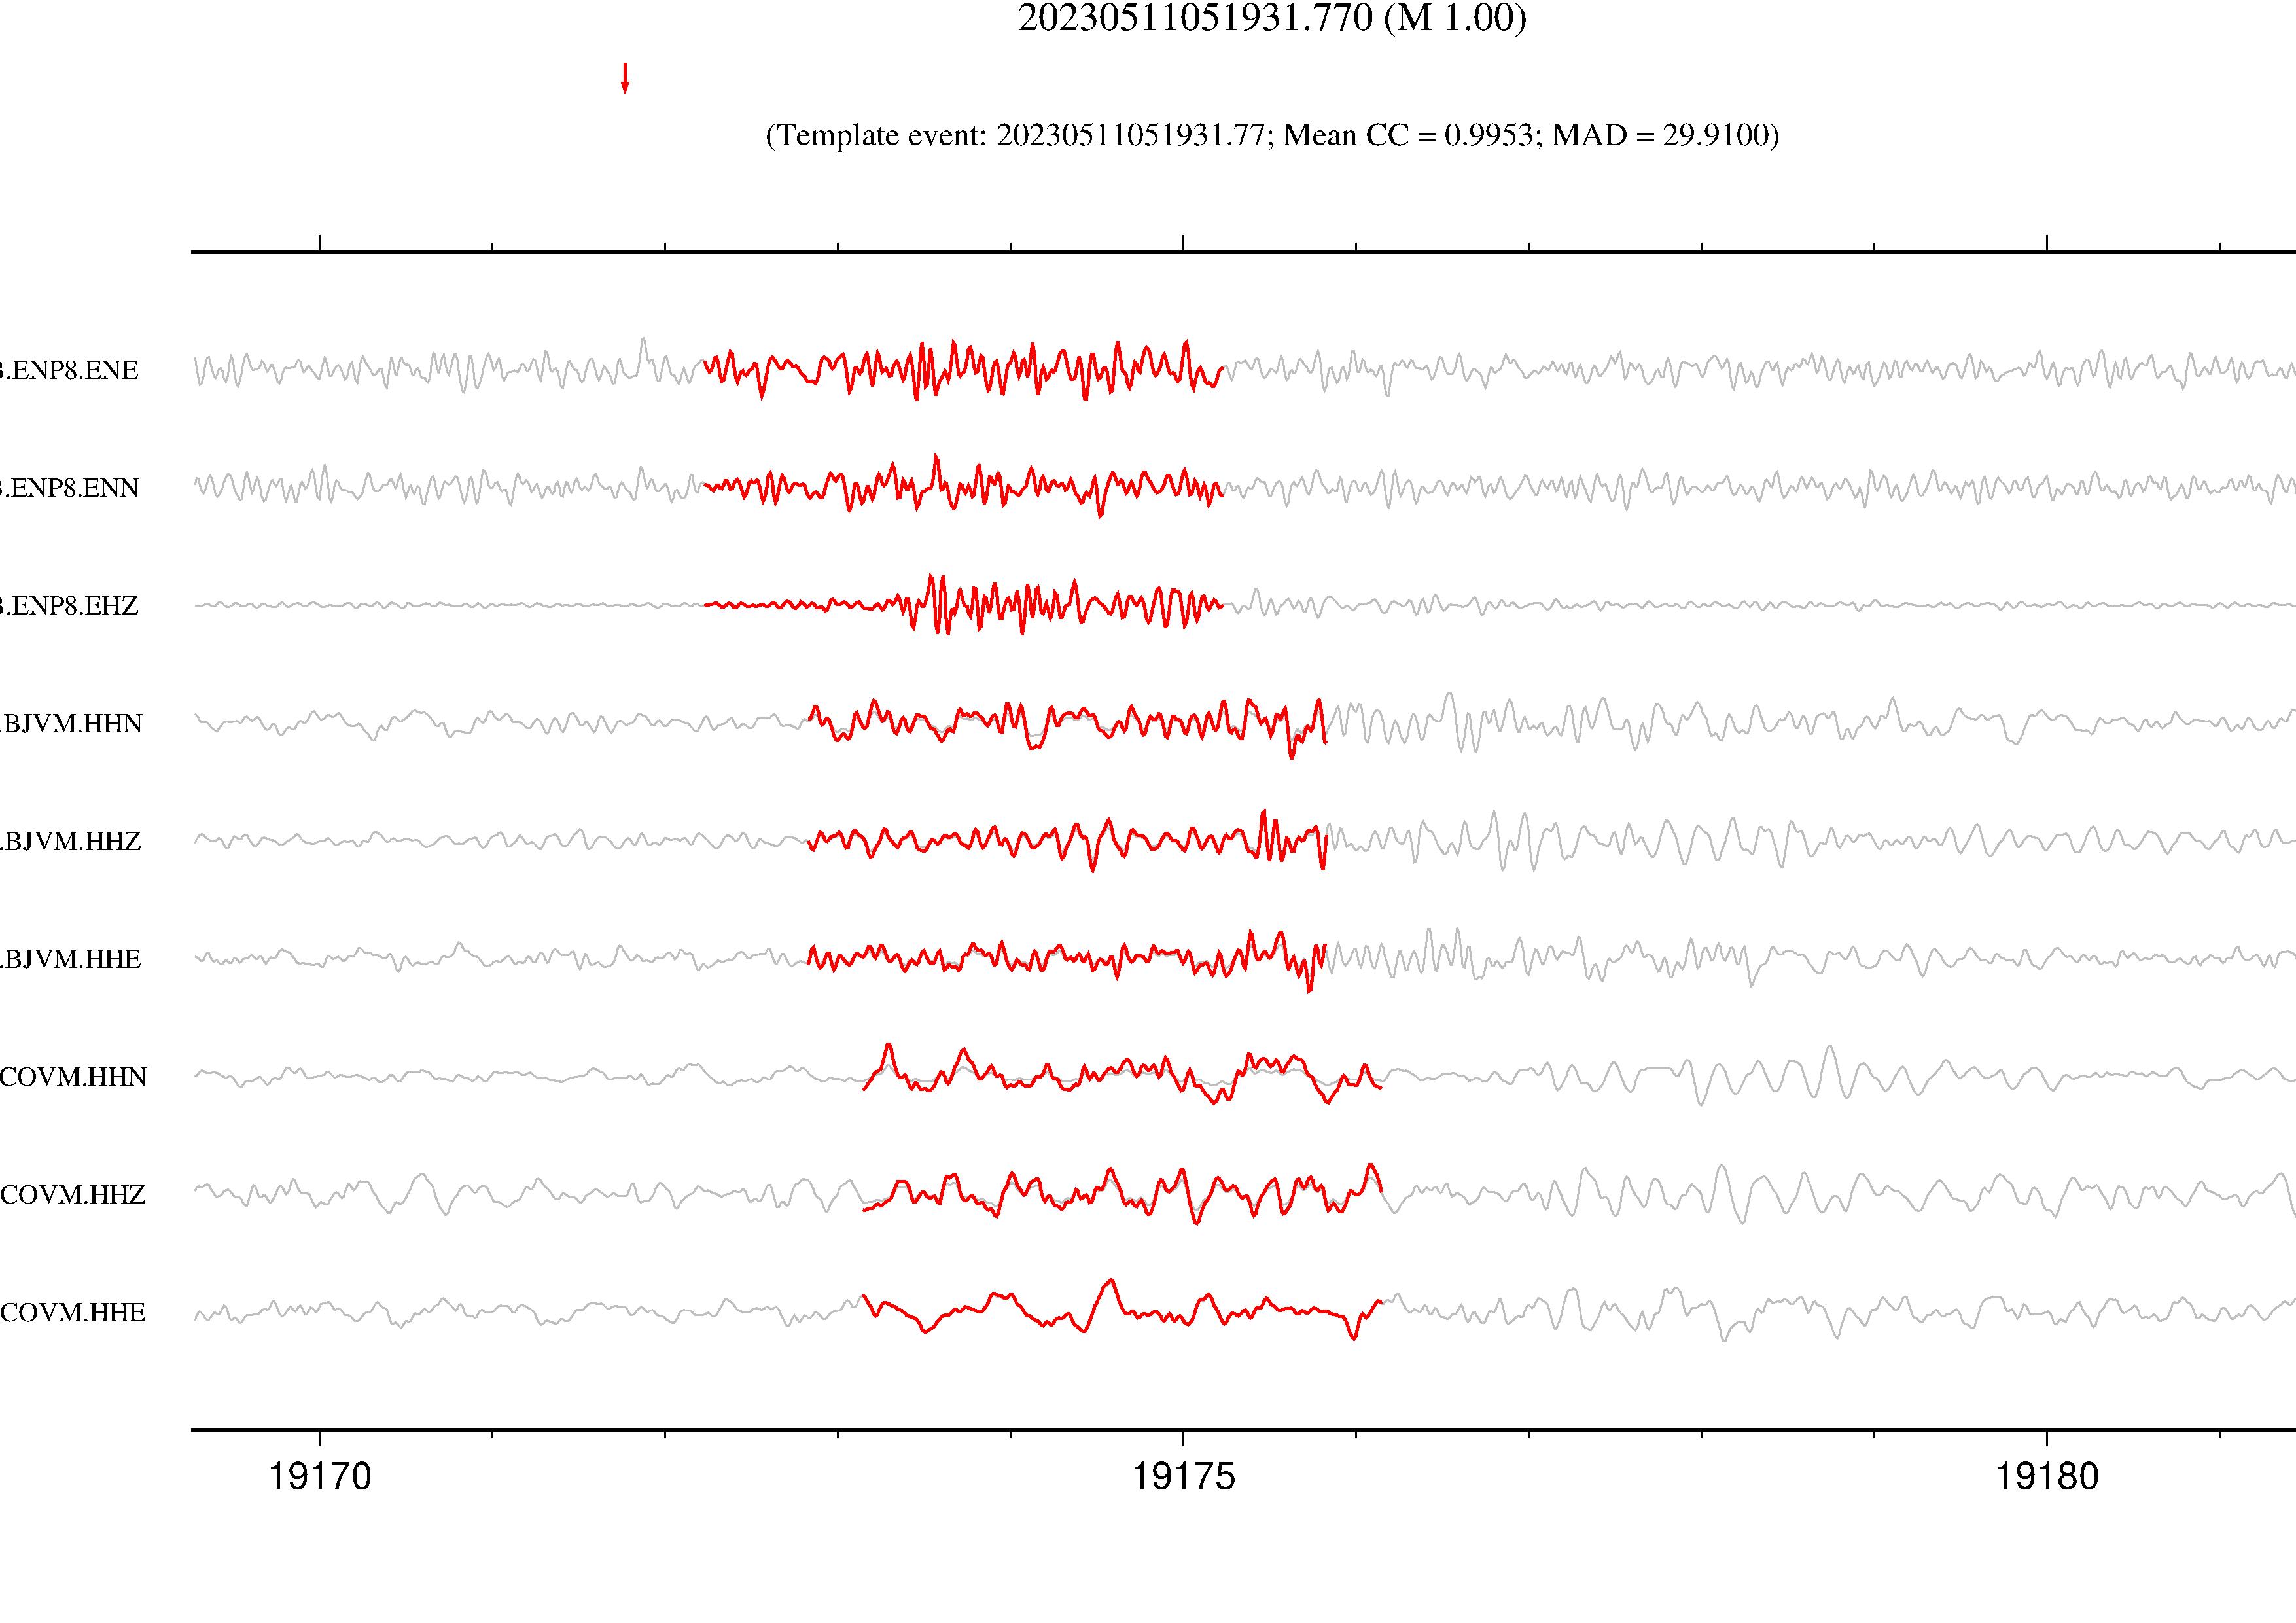 20230511051931.770 (M 1.00)
(Template event: 20230511051931.77; Mean CC = 0.9953; MAD = 29.9100)
.ENP8.ENE
.ENP8.ENN
.ENP8.EHZ
.BJVM.HHN
.BJVM.HHZ
.BJVM.HHE
COVM.HHN
COVM.HHZ
COVM.HHE
19170 19175 19180